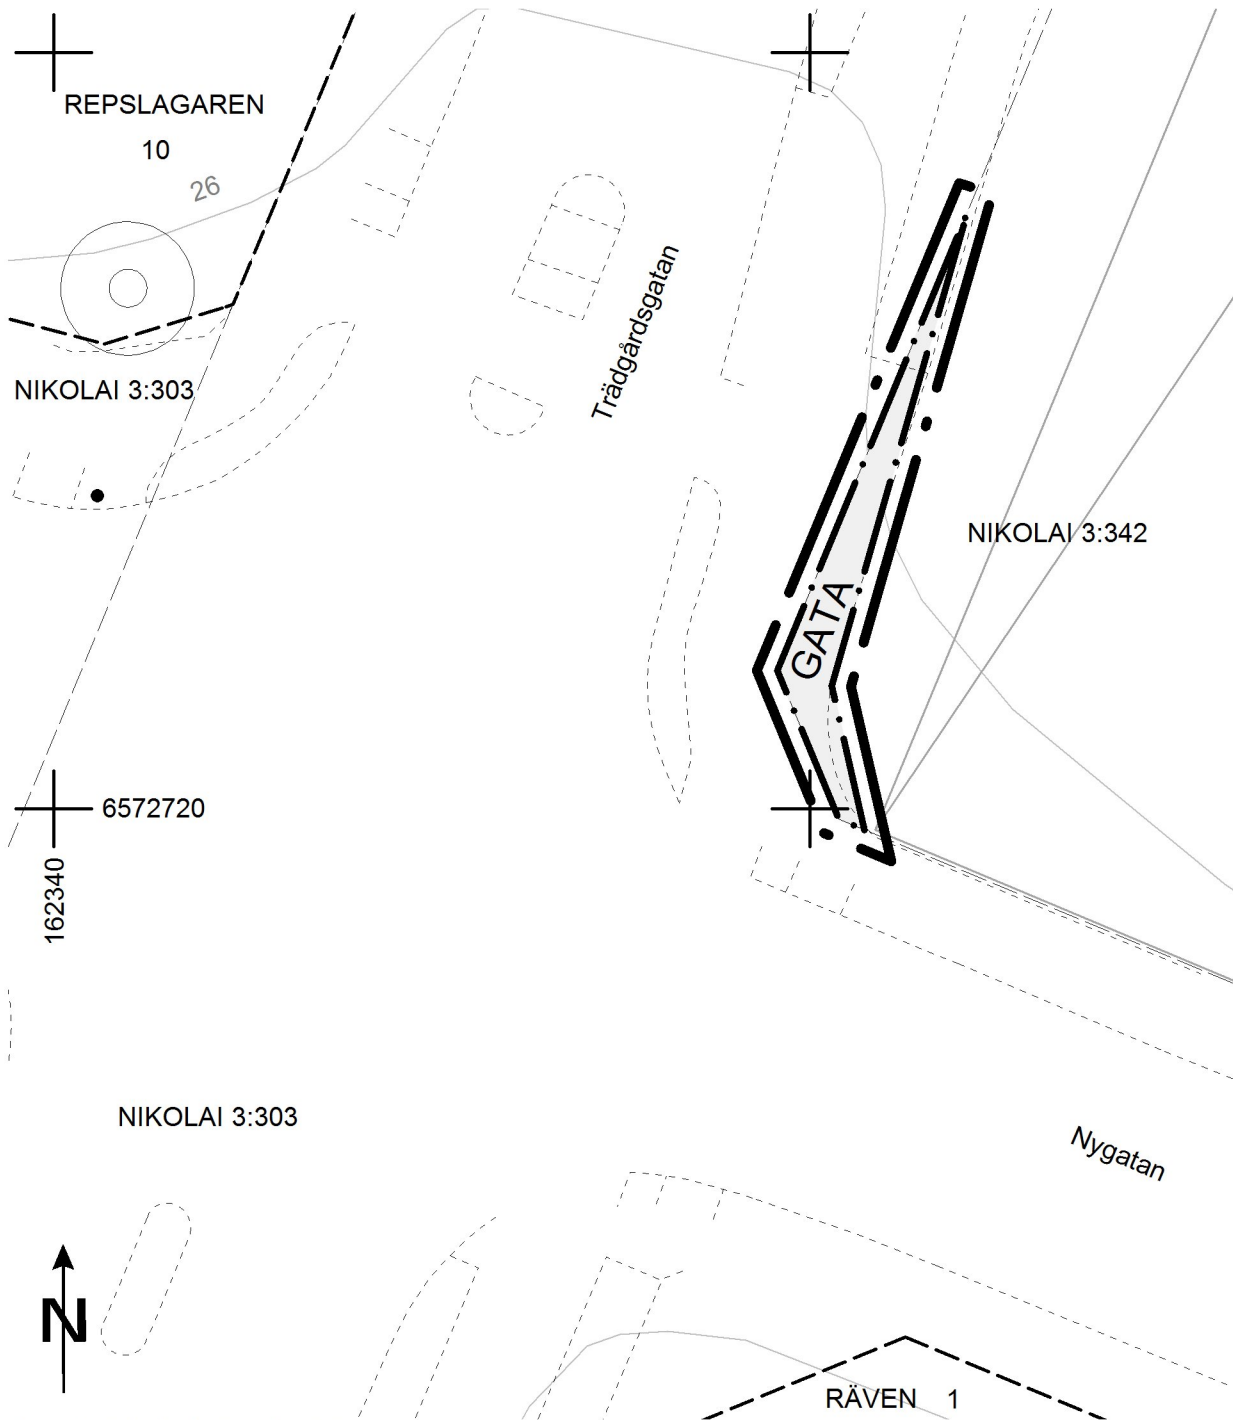 REPSLAGAREN
10
26
Trädgårdsgatan
NIKOLAI 3:303
NIKOLAI 3:342
GATA
6572720
162340
NIKOLAI 3:303
Nygatan
N
RÄVEN 1